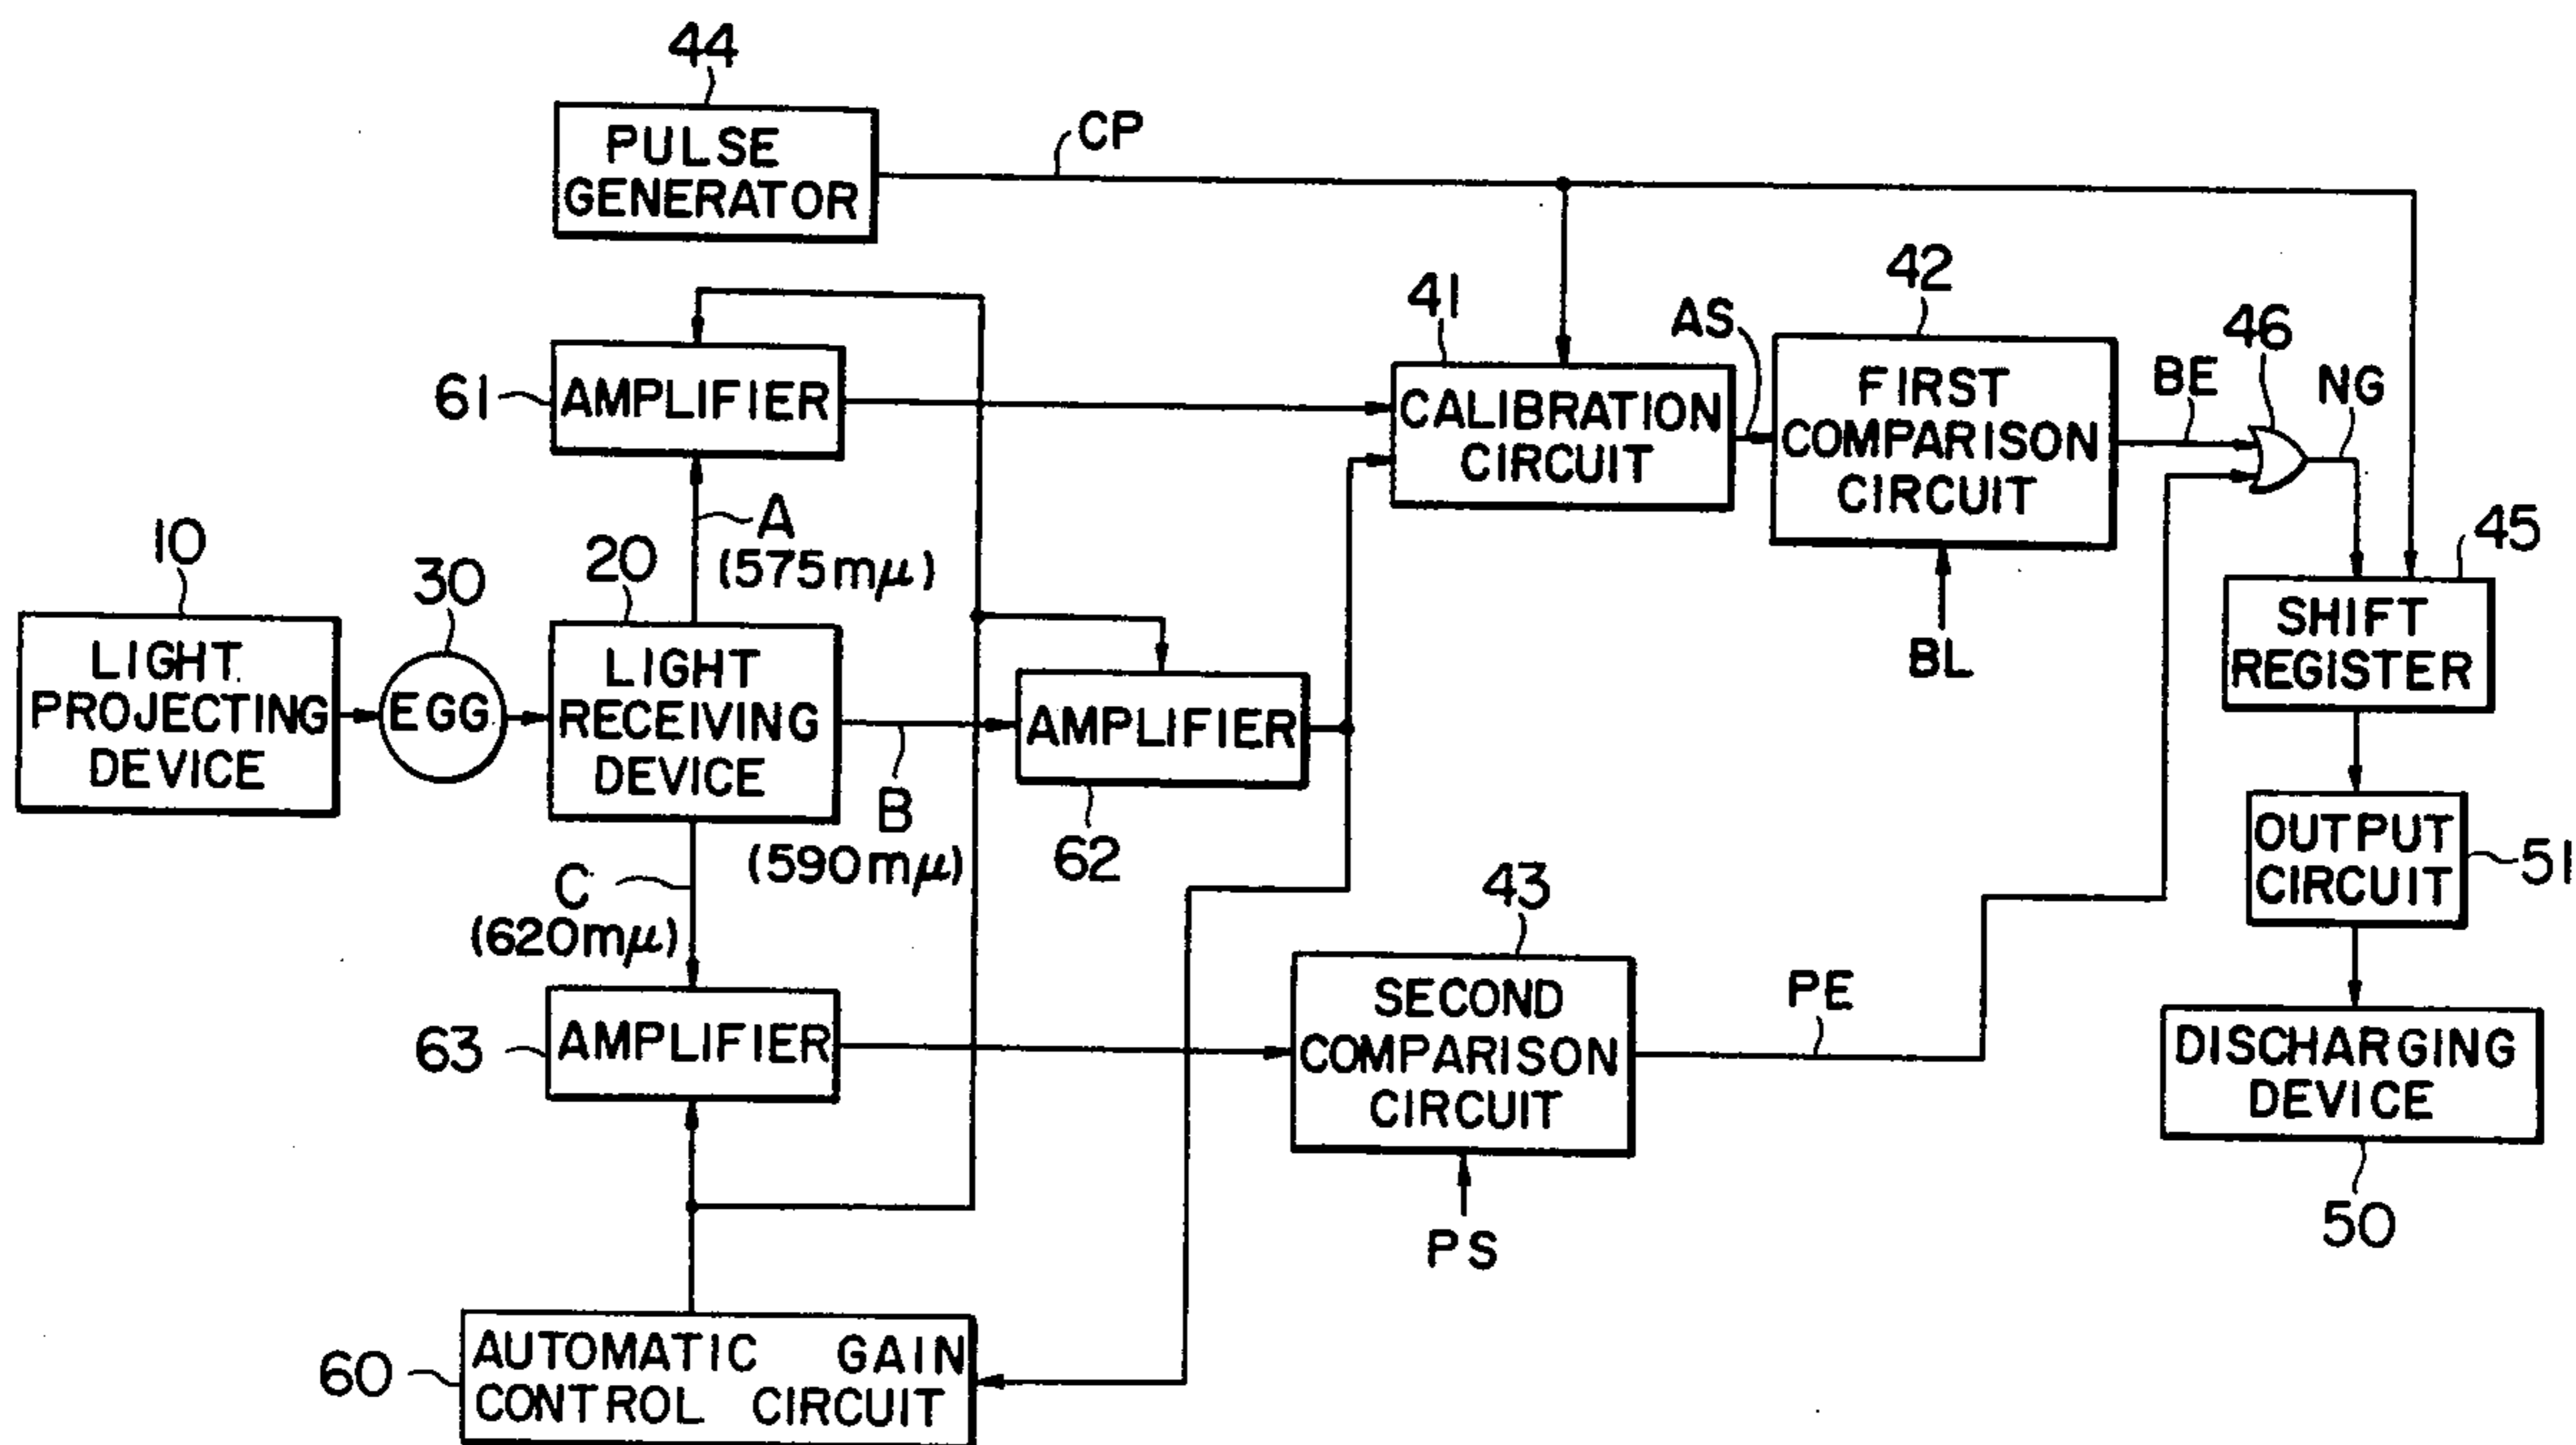 44
PULSE
GENERATOR
CP
61
AMPLIFIER
A
(575mμ)
41
CALIBRATION
CIRCUIT
AS
42
FIRST
COMPARISON
CIRCUIT
BL
BE
46
NG
10
LIGHT
PROJECTING
DEVICE
30
EGG
20
LIGHT
RECEIVING
DEVICE
B
(590mμ)
AMPLIFIER
62
45
SHIFT
REGISTER
OUTPUT
CIRCUIT
51
C
(620mμ)
63
AMPLIFIER
43
SECOND
COMPARISON
CIRCUIT
PS
PE
DISCHARGING
DEVICE
50
60
AUTOMATIC GAIN
CONTROL CIRCUIT